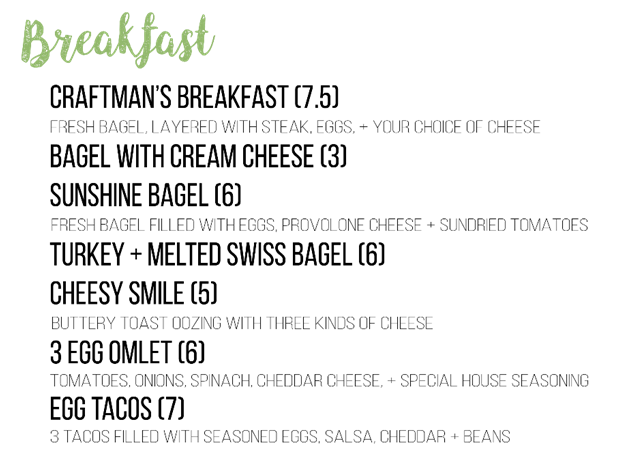 Breakfast
CRAFTMAN'S BREAKFAST (7.5)
FRESH BAGEL, LAYERED WITH STEAK, EGGS, + YOUR CHOICE OF CHEESE
BAGEL WITH CREAM CHEESE (3)
SUNSHINE BAGEL (6)
FRESH BAGEL FILLED WITH EGGS, PROVOLONE CHEESE + SUNDRIED TOMATOES
TURKEY + MELTED SWISS BAGEL (6)
CHEESY SMILE (5)
BUTTERY TOAST OOZING WITH THREE KINDS OF CHEESE
3 EGG OMLET (6)
TOMATOES, ONIONS, SPINACH, CHEDDAR CHEESE, + SPECIAL HOUSE SEASONING
EGG TACOS (7)
3 TACOS FILLED WITH SEASONED EGGS, SALSA, CHEDDAR + BEANS